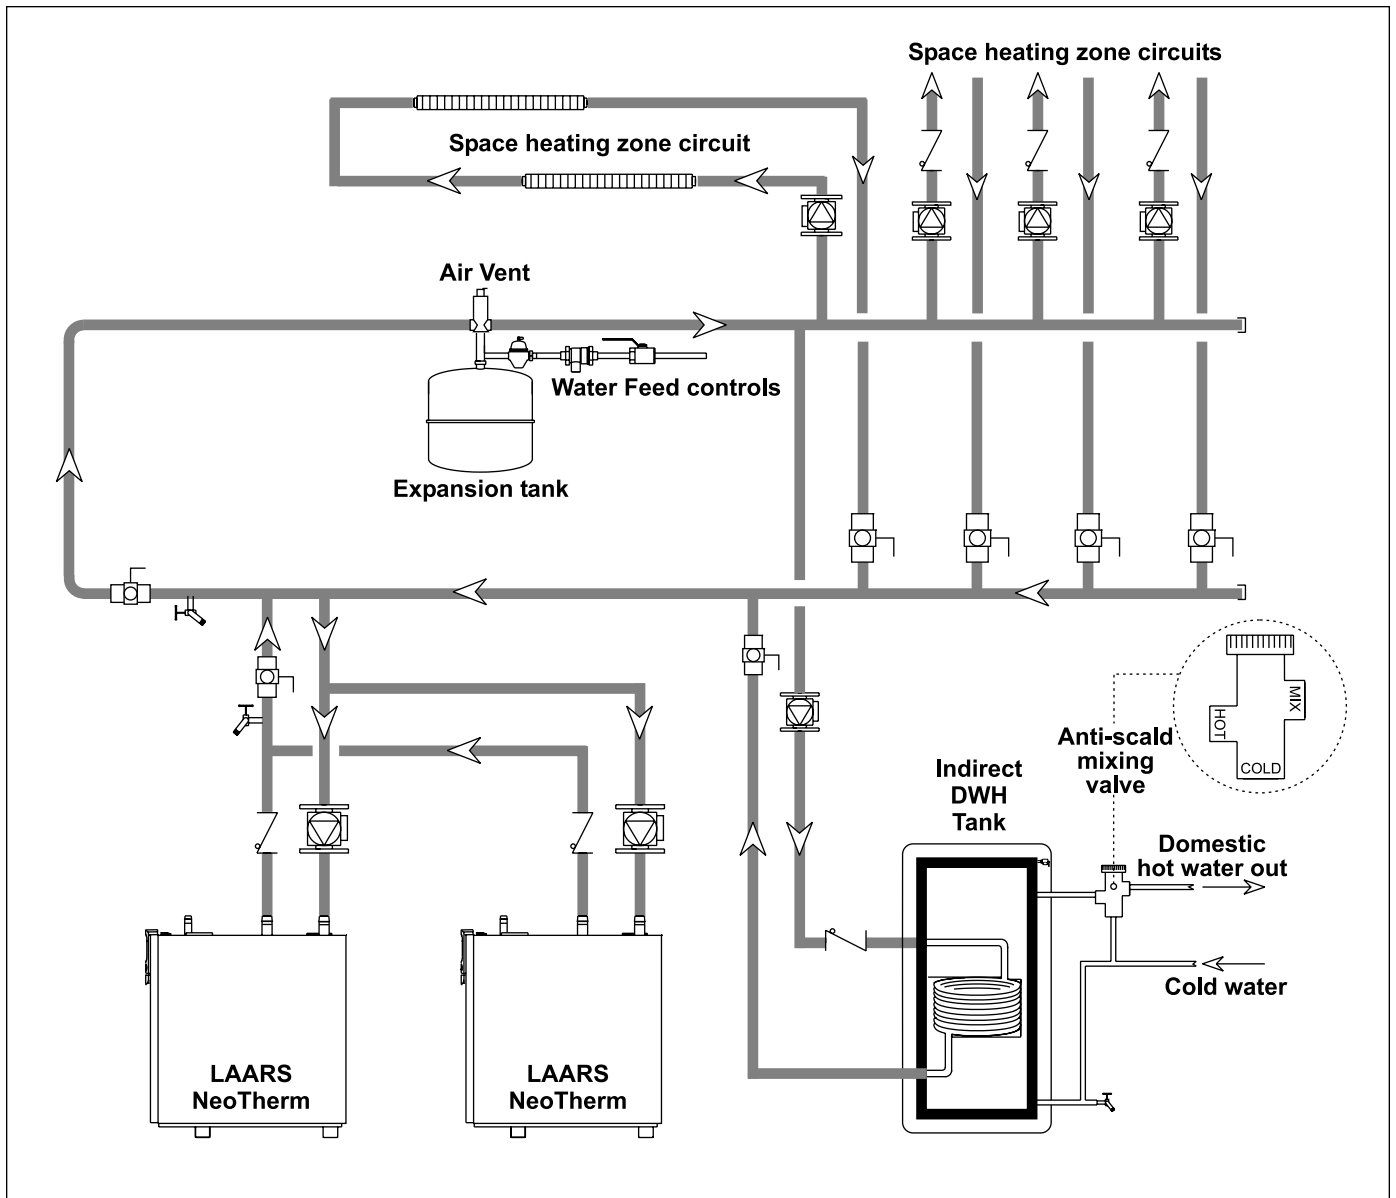 Space heating zone circuits
Space heating zone circuit
Air Vent
Water Feed controls
Expansion tank
MIX
HOT
COLD
Anti-scald
mixing
valve
Indirect
DWH
Tank
Domestic
hot water out
Cold water
LAARS
NeoTherm
LAARS
NeoTherm